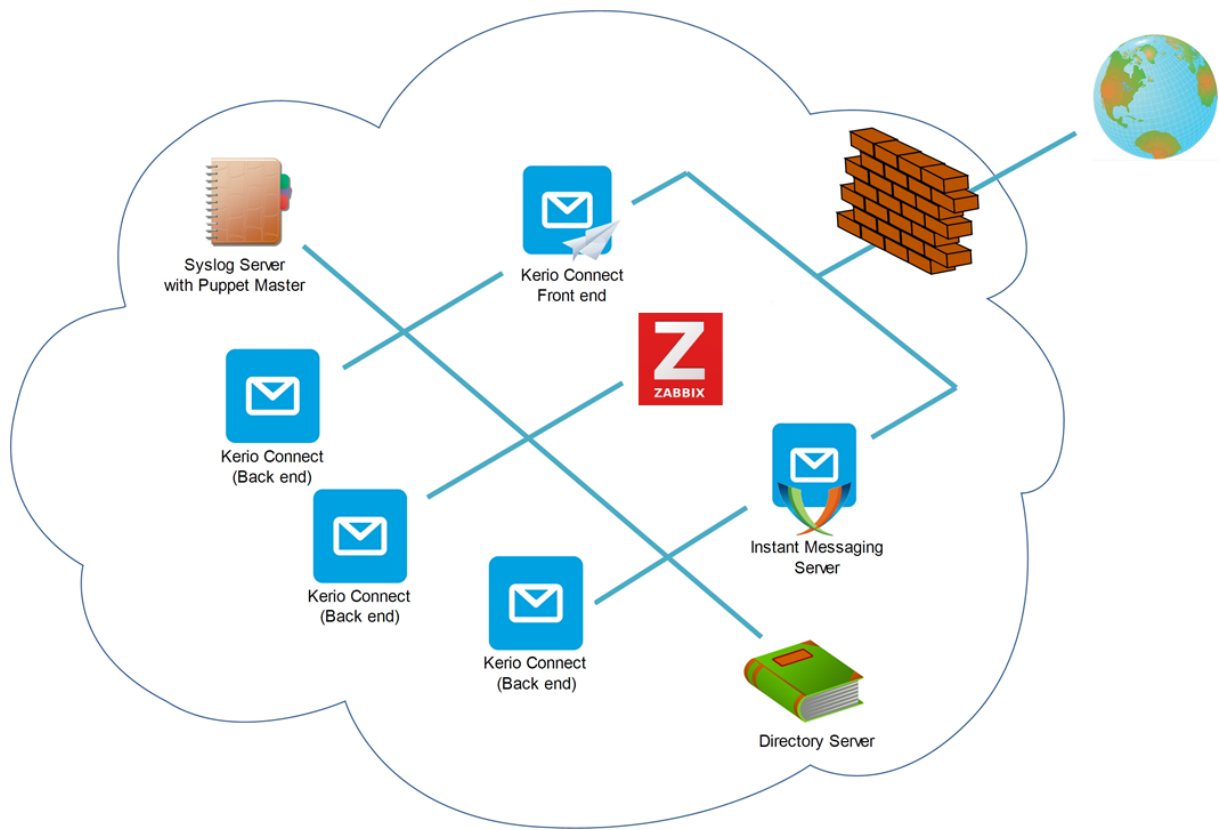 Syslog Server
with Puppet Master
Kerio Connect
Front end
Z
ZABBIX
Kerio Connect
(Back end)
Kerio Connect
(Back end)
Kerio Connect
(Back end)
Instant Messaging
Server
Directory Server